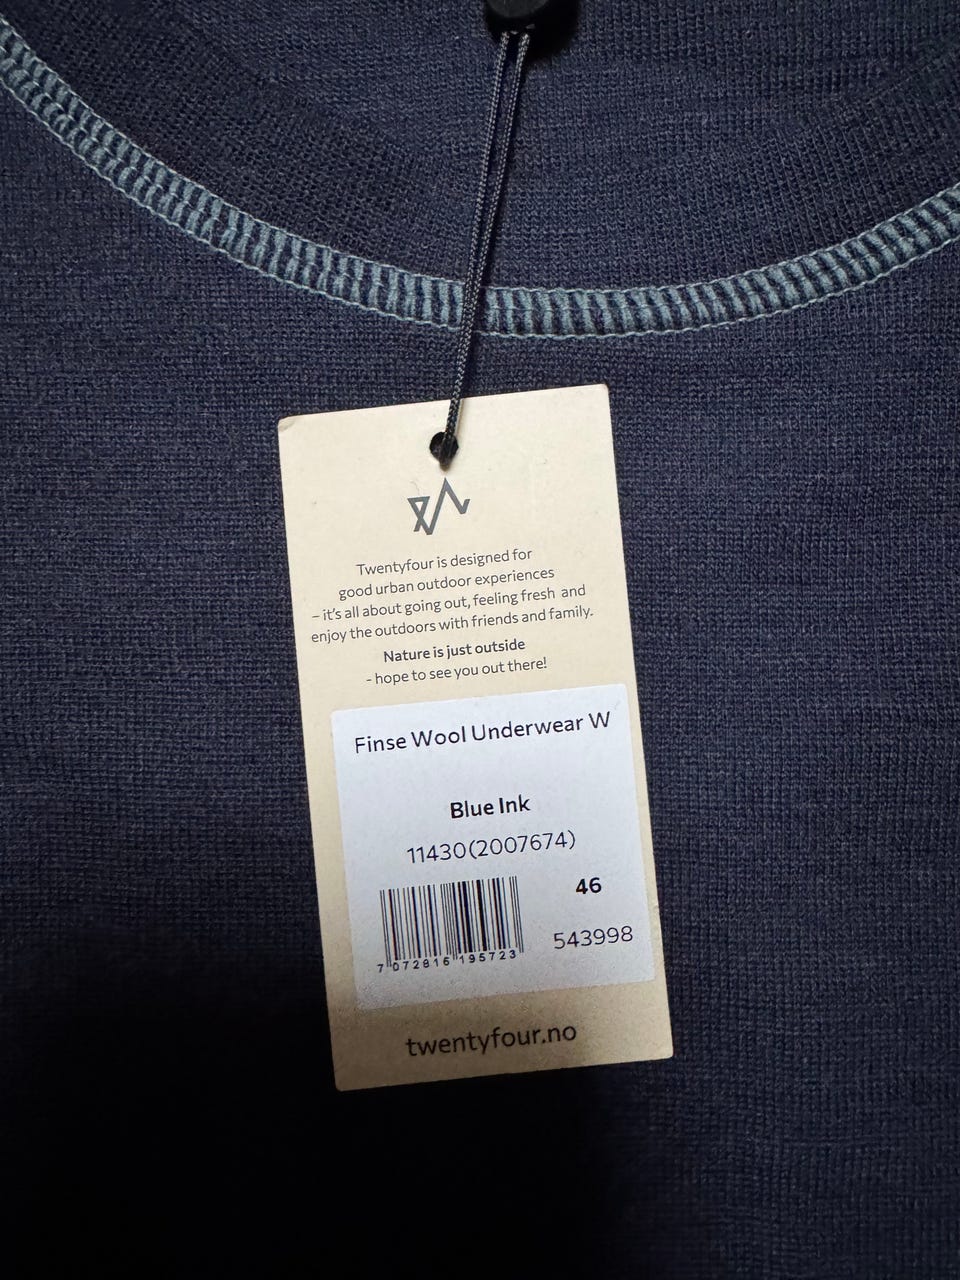 Twentyfour is designed for
good urban outdoor experiences
– it's all about going out, feeling fresh and
enjoy the outdoors with friends and family.
Nature is just outside
- hope to see you out there!
Finse Wool Underwear W
Blue Ink
11430(2007674)
46
543998
7 072816 195723
twentyfour.no